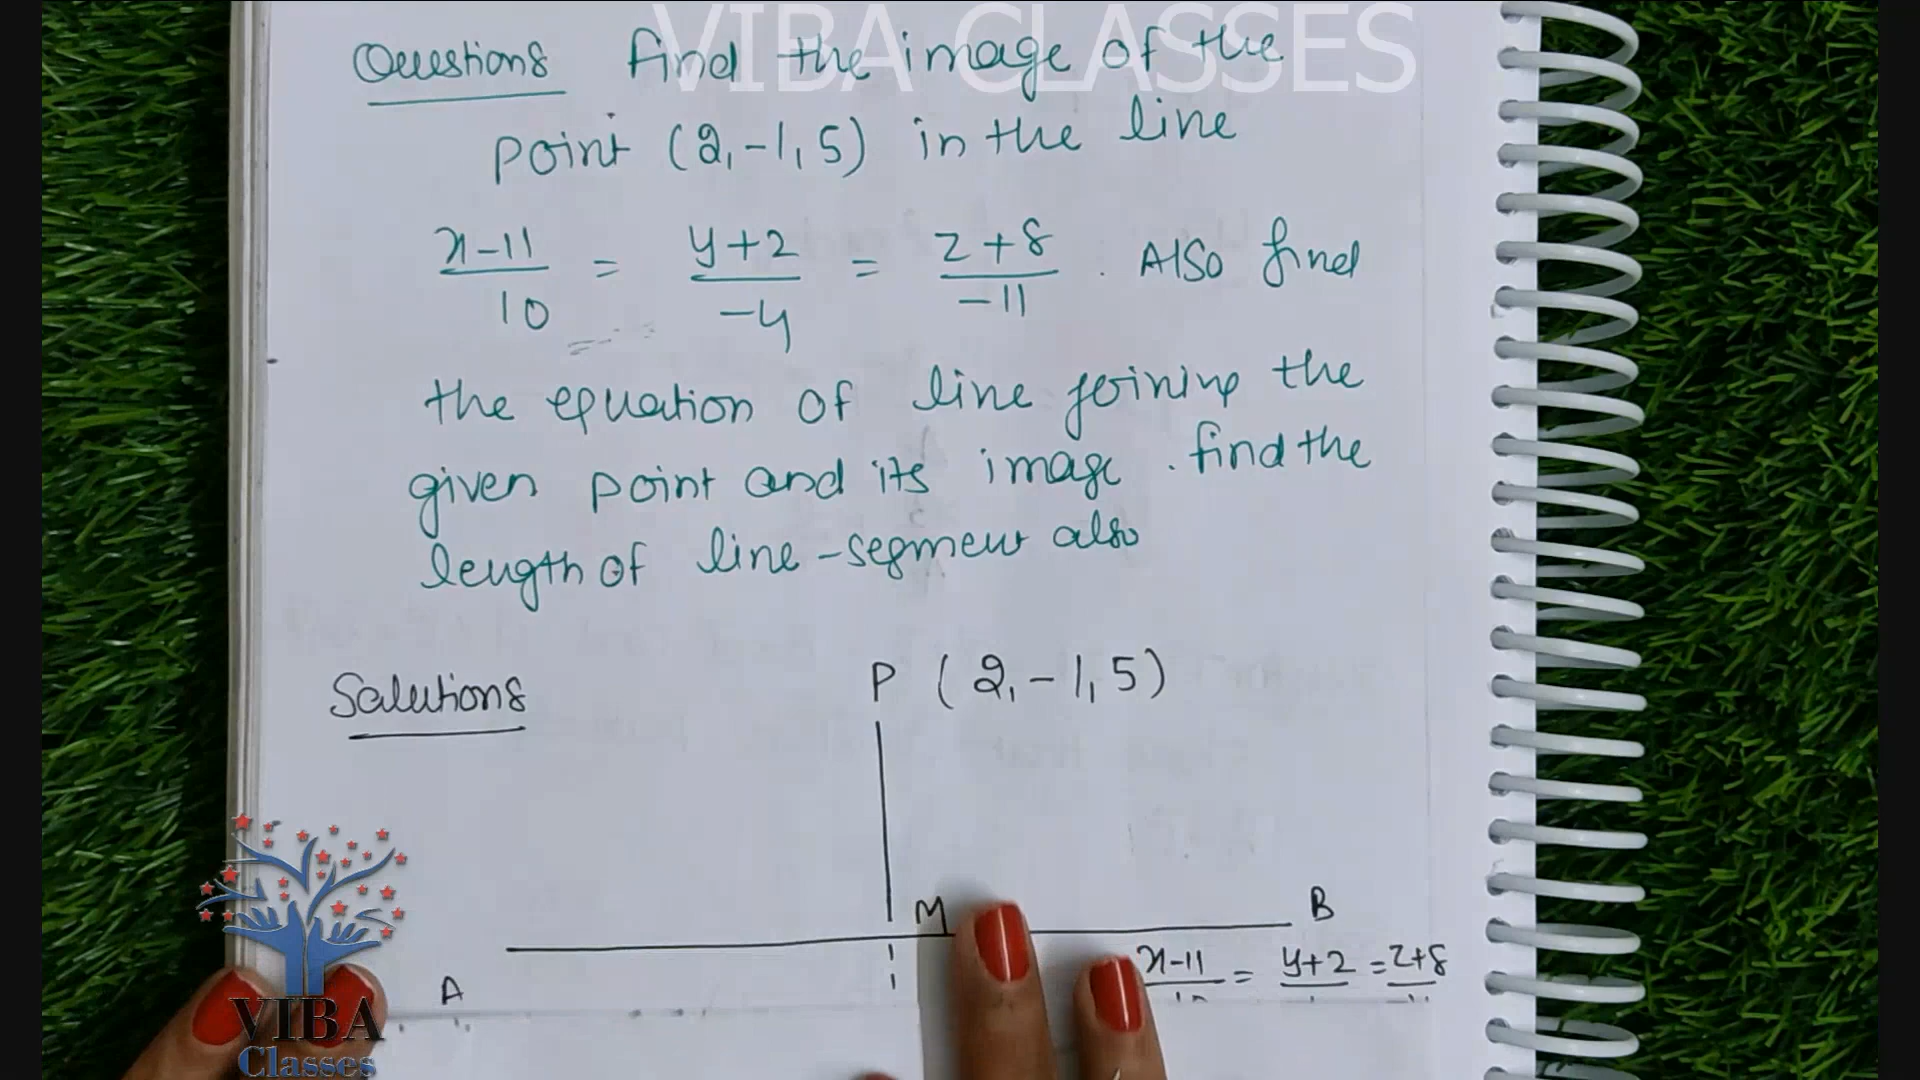 VIBA CLASSES
Questions find the image of the
point (2,-1,5) in the line
x-11/10 = y+2/-4 = z+8/-11 . Also find
the equation of line joining the
given point and its image . find the
length of line-segment also
Solutions
P (2,-1,5)
M
B
A
x-11 = y+2 = z+8
VIBA
Classes